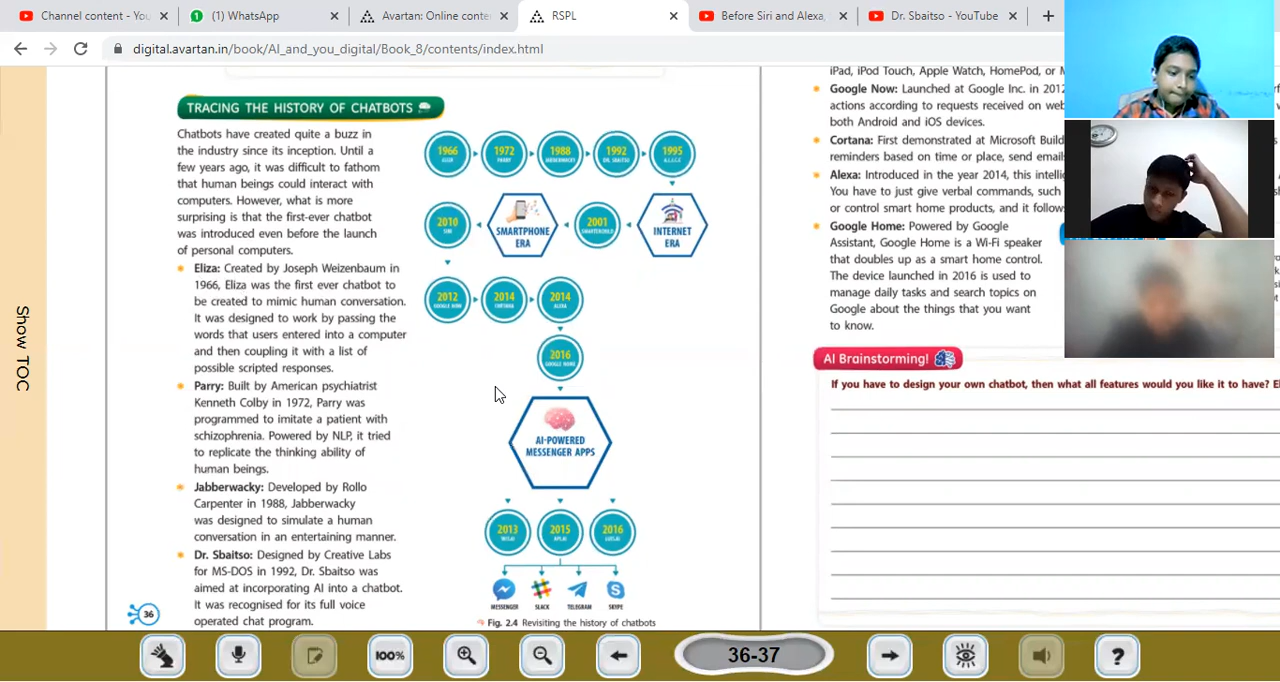 Channel content - You
(1) WhatsApp
Avartan: Online conte
RSPL
Before Siri and Alexa,
Dr. Sbaitso - YouTube
digital.avartan.in/book/AI_and_you_digital/Book_8/contents/index.html
Show TOC
TRACING THE HISTORY OF CHATBOTS
Chatbots have created quite a buzz in
the industry since its inception. Until a
few years ago, it was difficult to fathom
that human beings could interact with
computers. However, what is more
surprising is that the first-ever chatbot
was introduced even before the launch
of personal computers.
Eliza: Created by Joseph Weizenbaum in
1966, Eliza was the first ever chatbot to
be created to mimic human conversation.
It was designed to work by passing the
words that users entered into a computer
and then coupling it with a list of
possible scripted responses.
Parry: Built by American psychiatrist
Kenneth Colby in 1972, Parry was
programmed to imitate a patient with
schizophrenia. Powered by NLP, it tried
to replicate the thinking ability of
human beings.
Jabberwacky: Developed by Rollo
Carpenter in 1988, Jabberwacky
was designed to simulate a human
conversation in an entertaining manner.
Dr. Sbaitso: Designed by Creative Labs
for MS-DOS in 1992, Dr. Sbaitso was
aimed at incorporating AI into a chatbot.
It was recognised for its full voice
operated chat program.
36
1966
1972
PARRY
1988
1992
DR. SBAITSO
1995
A.L.I.C.E
2010
SIRI
SMARTPHONE
ERA
2001
SMARTERCHILD
INTERNET
ERA
2012
GOOGLE NOW
2014
CORTANA
2014
ALEXA
2016
GOOGLE HOME
AI-POWERED
MESSENGER APPS
2013
2015
2016
MESSENGER
SLACK
TELEGRAM
SKYPE
Fig. 2.4 Revisiting the history of chatbots
iPad, iPod Touch, Apple Watch, HomePod, or M
Google Now: Launched at Google Inc. in 2012
actions according to requests received on web
both Android and iOS devices.
Cortana: First demonstrated at Microsoft Build
reminders based on time or place, send emails
Alexa: Introduced in the year 2014, this intelli
You have to just give verbal commands, such
or control smart home products, and it follow
Google Home: Powered by Google
Assistant, Google Home is a Wi-Fi speaker
that doubles up as a smart home control.
The device launched in 2016 is used to
manage daily tasks and search topics on
Google about the things that you want
to know.
AI Brainstorming!
If you have to design your own chatbot, then what all features would you like it to have? El
100%
36-37
?